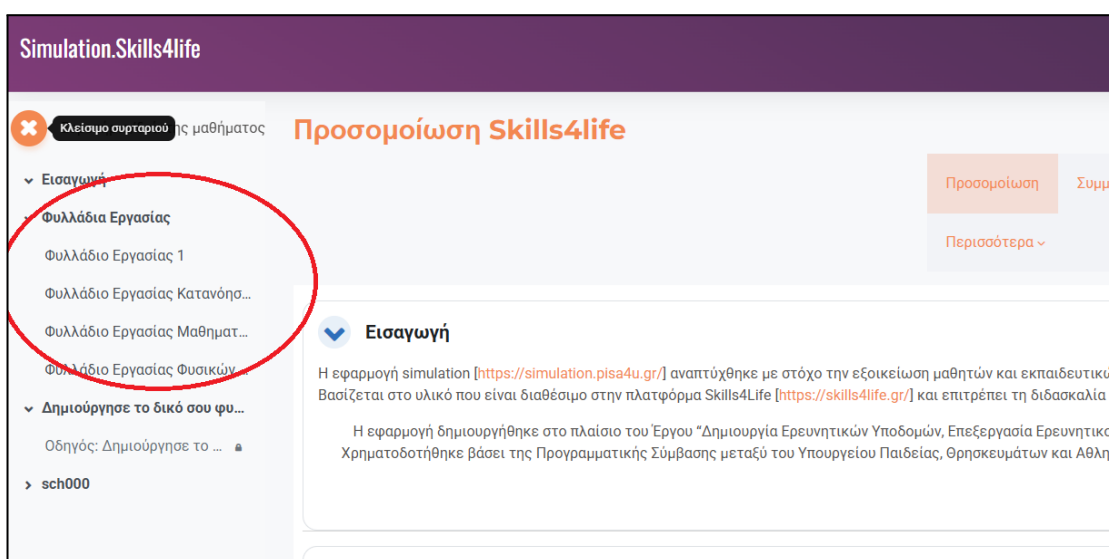 Simulation.Skills4life
Κλείσιμο συρταριού ης μαθήματος
Προσομοίωση Skills4life
Εισαγωγή
Φυλλάδια Εργασίας
Φυλλάδιο Εργασίας 1
Φυλλάδιο Εργασίας Κατανόησ...
Φυλλάδιο Εργασίας Μαθηματ...
Φυλλάδιο Εργασίας Φυσικών ...
Δημιούργησε το δικό σου φυ...
Οδηγός: Δημιούργησε το ...
sch000
Προσομοίωση Συμμ
Περισσότερα
Εισαγωγή
Η εφαρμογή simulation [https://simulation.pisa4u.gr/] αναπτύχθηκε με στόχο την εξοικείωση μαθητών και εκπαιδευτικώ
Βασίζεται στο υλικό που είναι διαθέσιμο στην πλατφόρμα Skills4Life [https://skills4life.gr/] και επιτρέπει τη διδασκαλία
Η εφαρμογή δημιουργήθηκε στο πλαίσιο του Έργου “Δημιουργία Ερευνητικών Υποδομών, Επεξεργασία Ερευνητικο
Χρηματοδοτήθηκε βάσει της Προγραμματικής Σύμβασης μεταξύ του Υπουργείου Παιδείας, Θρησκευμάτων και Αθλη